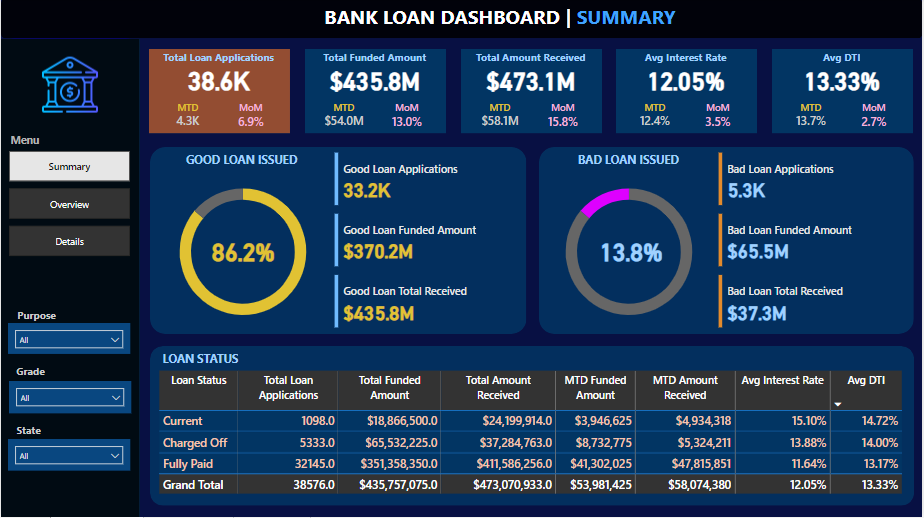 BANK LOAN DASHBOARD | SUMMARY
Menu
Summary
Overview
Details
Purpose
All
Grade
All
State
All
Total Loan Applications
38.6K
MTD MoM
4.3K 6.9%
Total Funded Amount
$435.8M
MTD MoM
$54.0M 13.0%
Total Amount Received
$473.1M
MTD MoM
$58.1M 15.8%
Avg Interest Rate
12.05%
MTD MoM
12.4% 3.5%
Avg DTI
13.33%
MTD MoM
13.7% 2.7%
GOOD LOAN ISSUED
86.2%
Good Loan Applications
33.2K
Good Loan Funded Amount
$370.2M
Good Loan Total Received
$435.8M
BAD LOAN ISSUED
13.8%
Bad Loan Applications
5.3K
Bad Loan Funded Amount
$65.5M
Bad Loan Total Received
$37.3M
LOAN STATUS
Loan Status Total Loan Applications Total Funded Amount Total Amount Received MTD Funded Amount MTD Amount Received Avg Interest Rate Avg DTI
Current 1098.0 $18,866,500.0 $24,199,914.0 $3,946,625 $4,934,318 15.10% 14.72%
Charged Off 5333.0 $65,532,225.0 $37,284,763.0 $8,732,775 $5,324,211 13.88% 14.00%
Fully Paid 32145.0 $351,358,350.0 $411,586,256.0 $41,302,025 $47,815,851 11.64% 13.17%
Grand Total 38576.0 $435,757,075.0 $473,070,933.0 $53,981,425 $58,074,380 12.05% 13.33%